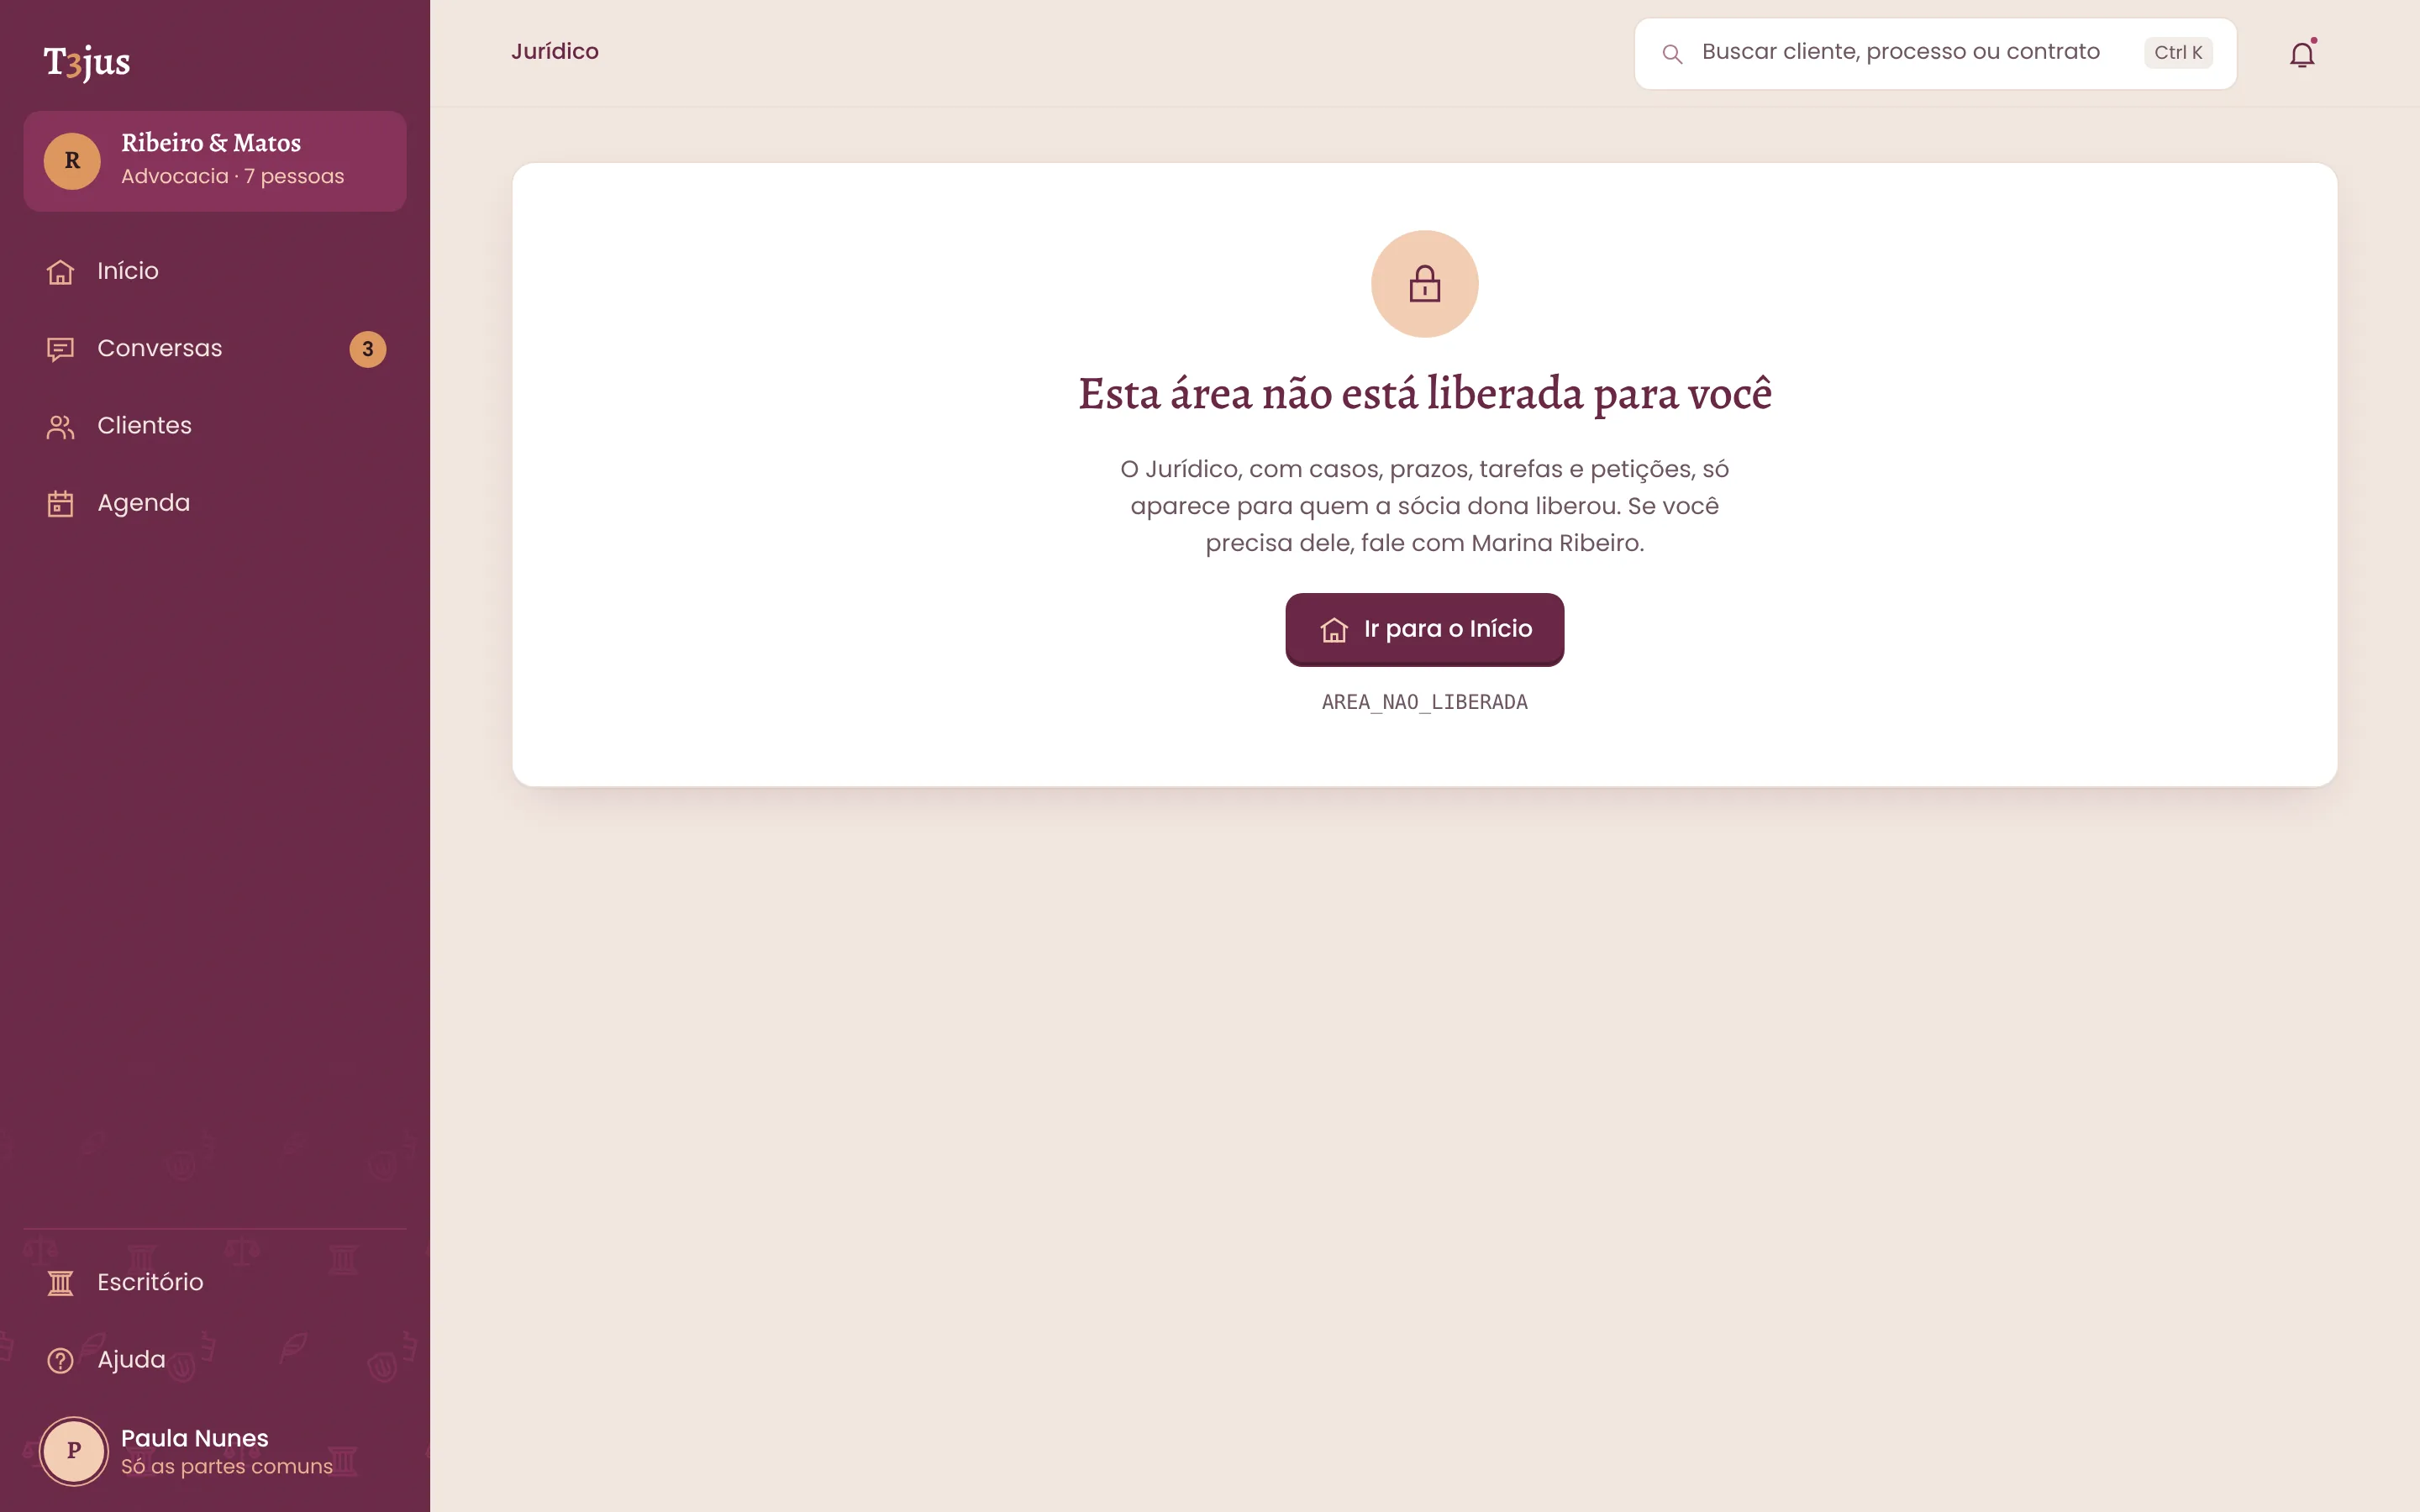 T3jus
R
Ribeiro & Matos
Advocacia · 7 pessoas
Início
Conversas
3
Clientes
Agenda
Escritório
Ajuda
P
Paula Nunes
Só as partes comuns
Jurídico
Buscar cliente, processo ou contrato
Ctrl K
Esta área não está liberada para você
O Jurídico, com casos, prazos, tarefas e petições, só
aparece para quem a sócia dona liberou. Se você
precisa dele, fale com Marina Ribeiro.
Ir para o Início
AREA_NAO_LIBERADA